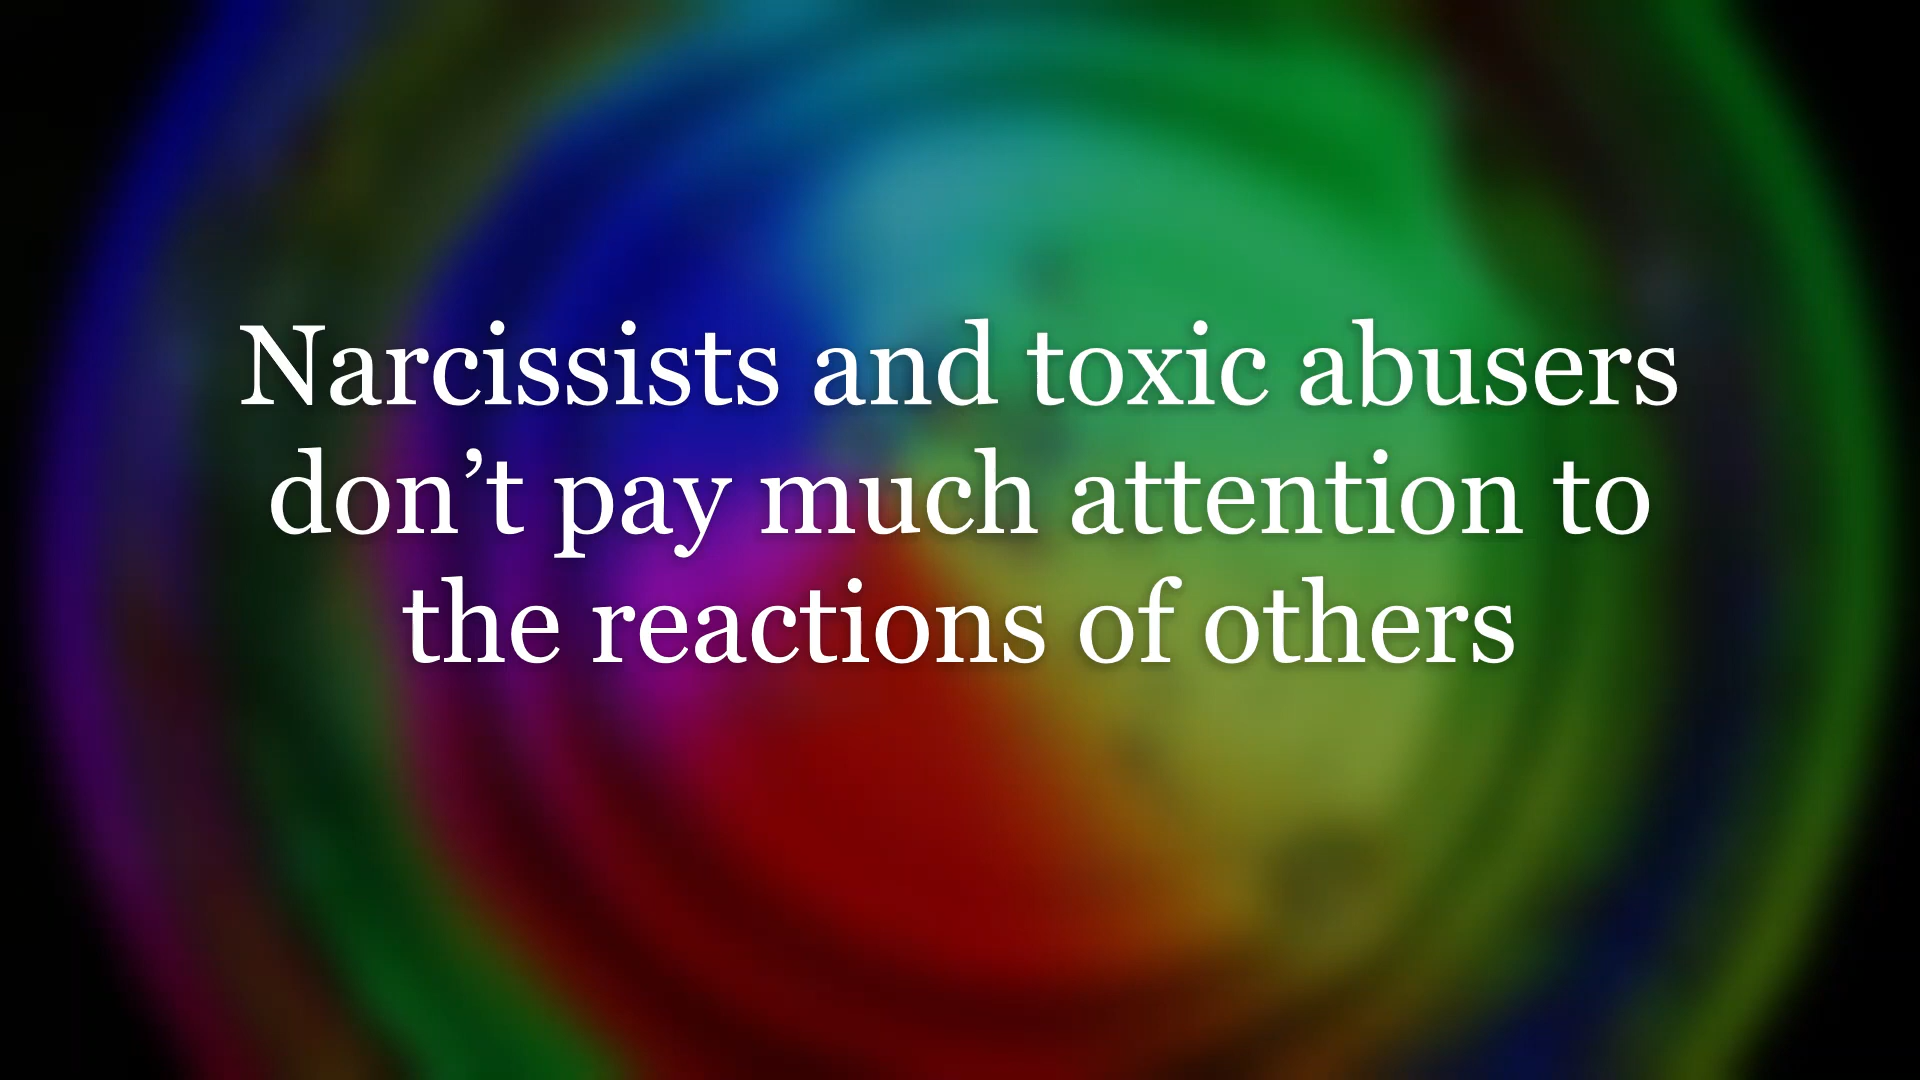 Narcissists and toxic abusers
don’t pay much attention to
the reactions of others